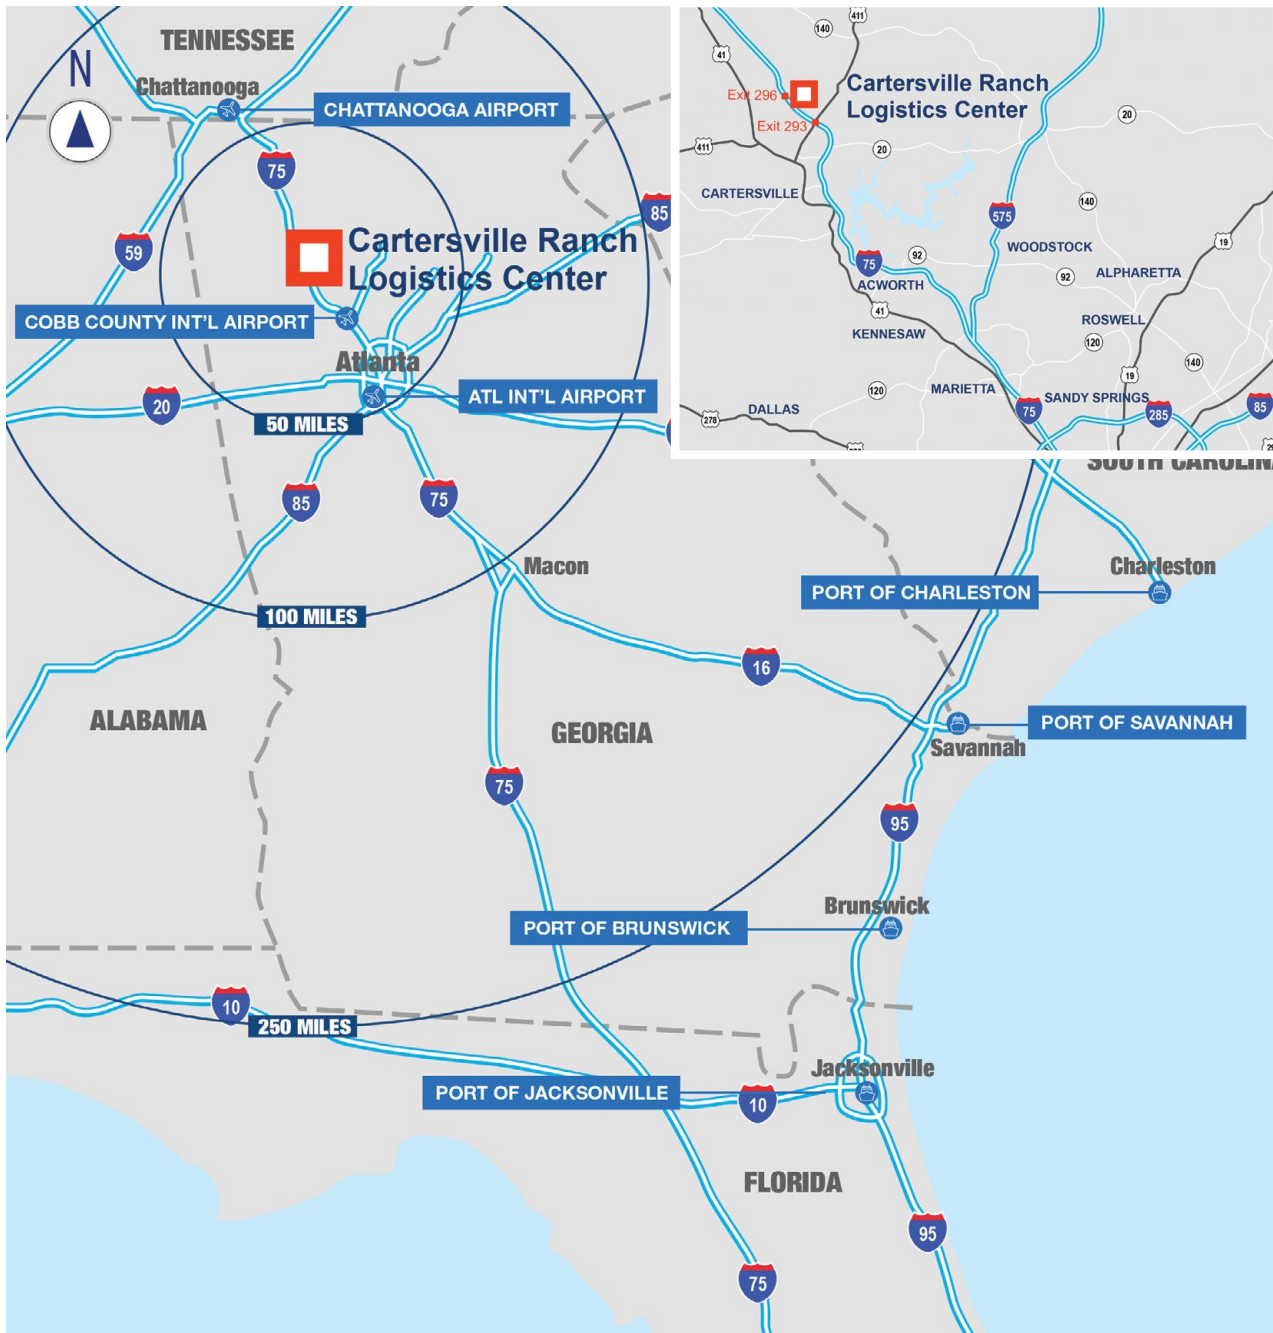 TENNESSEE
N
Chattanooga
CHATTANOOGA AIRPORT
75
85
59
Cartersville Ranch
Logistics Center
COBB COUNTY INT'L AIRPORT
Atlanta
20
ATL INT'L AIRPORT
50 MILES
85
75
Macon
100 MILES
16
ALABAMA
GEORGIA
75
PORT OF CHARLESTON
Charleston
PORT OF SAVANNAH
Savannah
95
Brunswick
PORT OF BRUNSWICK
10
250 MILES
Jacksonville
PORT OF JACKSONVILLE
10
FLORIDA
95
75
411
140
41
Exit 296
Cartersville Ranch
Logistics Center
Exit 293
20
20
411
CARTERSVILLE
140
575
19
WOODSTOCK
92
75
92
ALPHARETTA
ACWORTH
41
ROSWELL
KENNESAW
120
140
19
MARIETTA
120
SANDY SPRINGS
DALLAS
278
75
285
85